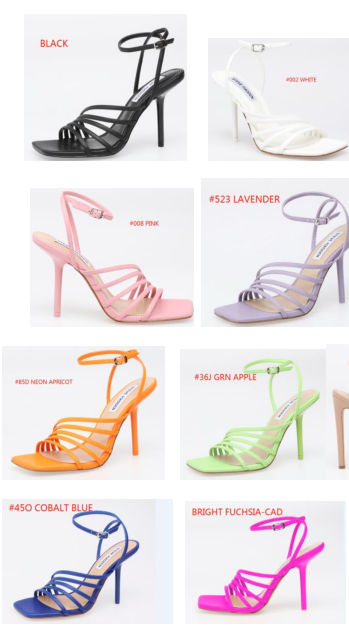 BLACK
#002 WHITE
#008 PINK
#523 LAVENDER
#85D NEON APRICOT
#36J GRN APPLE
#45O COBALT BLUE
BRIGHT FUCHSIA-CAD